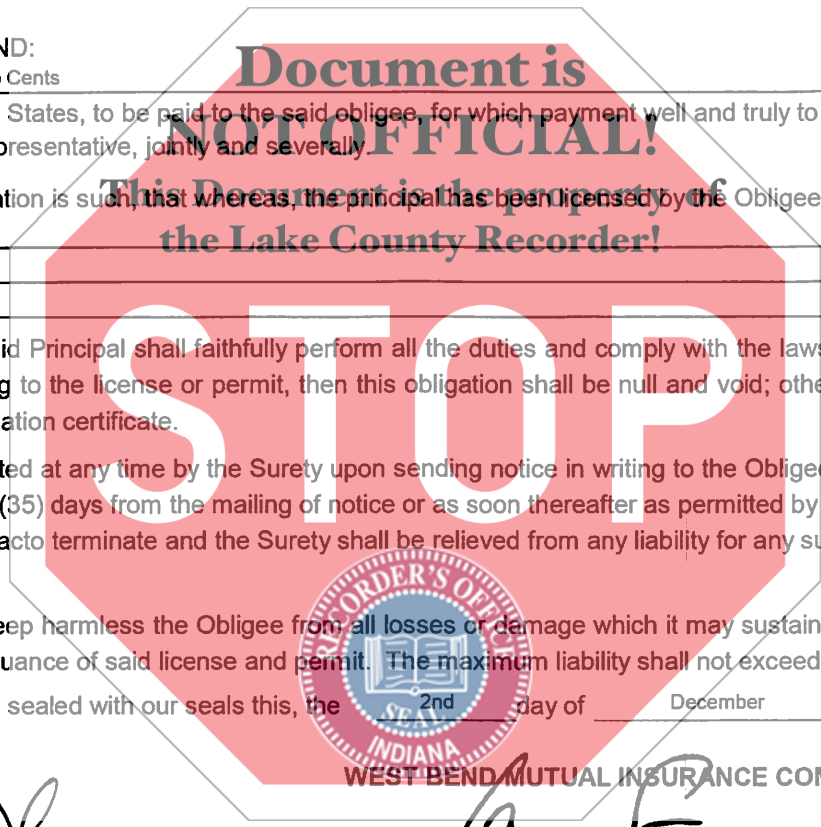 ND:
Document is
Cents
States, to be paid to the said obligee, for which payment well and truly to
NOT OFFICIAL!
presentative, jointly and severally.
This Document is the property of
tion is such, that whereas, the principal has been licensed by the Obligee
the Lake County Recorder!
STOP
id Principal shall faithfully perform all the duties and comply with the laws
g to the license or permit, then this obligation shall be null and void; othe
ation certificate.
ted at any time by the Surety upon sending notice in writing to the Obligee
(35) days from the mailing of notice or as soon thereafter as permitted by
acto terminate and the Surety shall be relieved from any liability for any su
RECORDER'S OFFICE
eep harmless the Obligee from all losses or damage which it may sustain
uance of said license and permit. The maximum liability shall not exceed
sealed with our seals this, the 2nd day of December
SEAL
INDIANA
WEST BEND MUTUAL INSURANCE COM